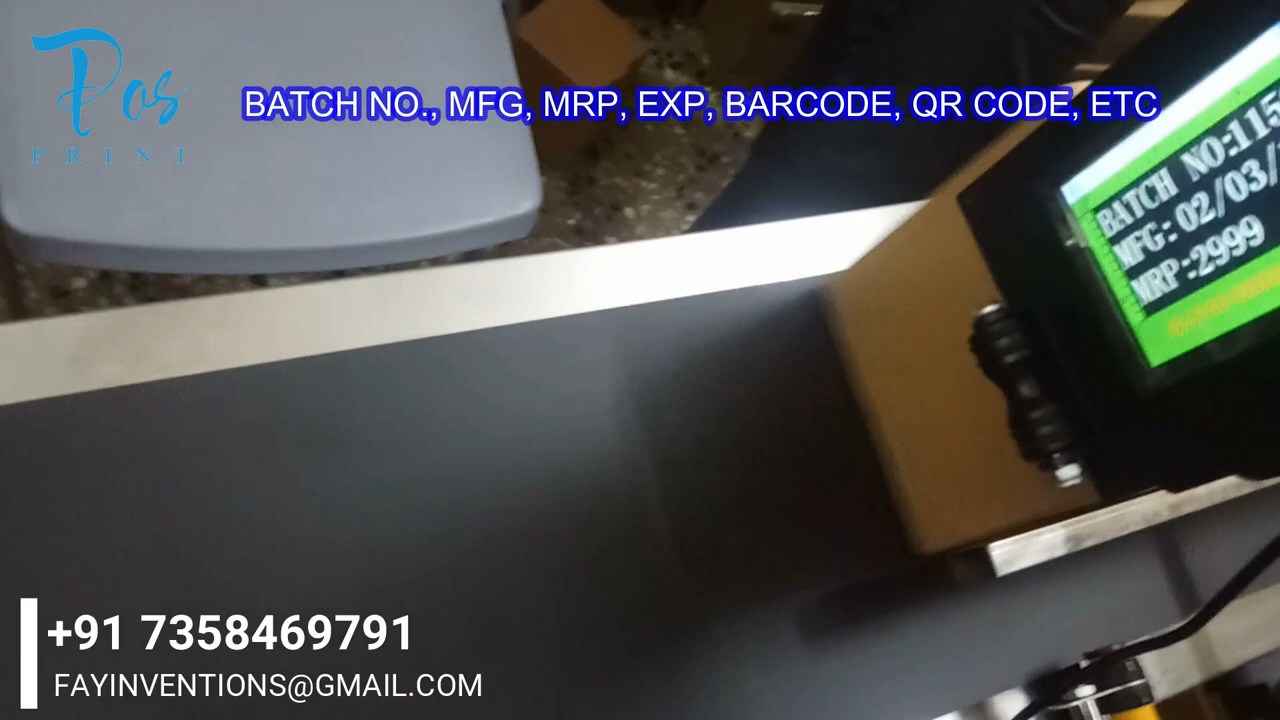 Pos
PRINT
BATCH NO., MFG, MRP, EXP, BARCODE, QR CODE, ETC
BATCH NO:115
MFG: 02/03/
MRP:2999
+91 7358469791
FAYINVENTIONS@GMAIL.COM